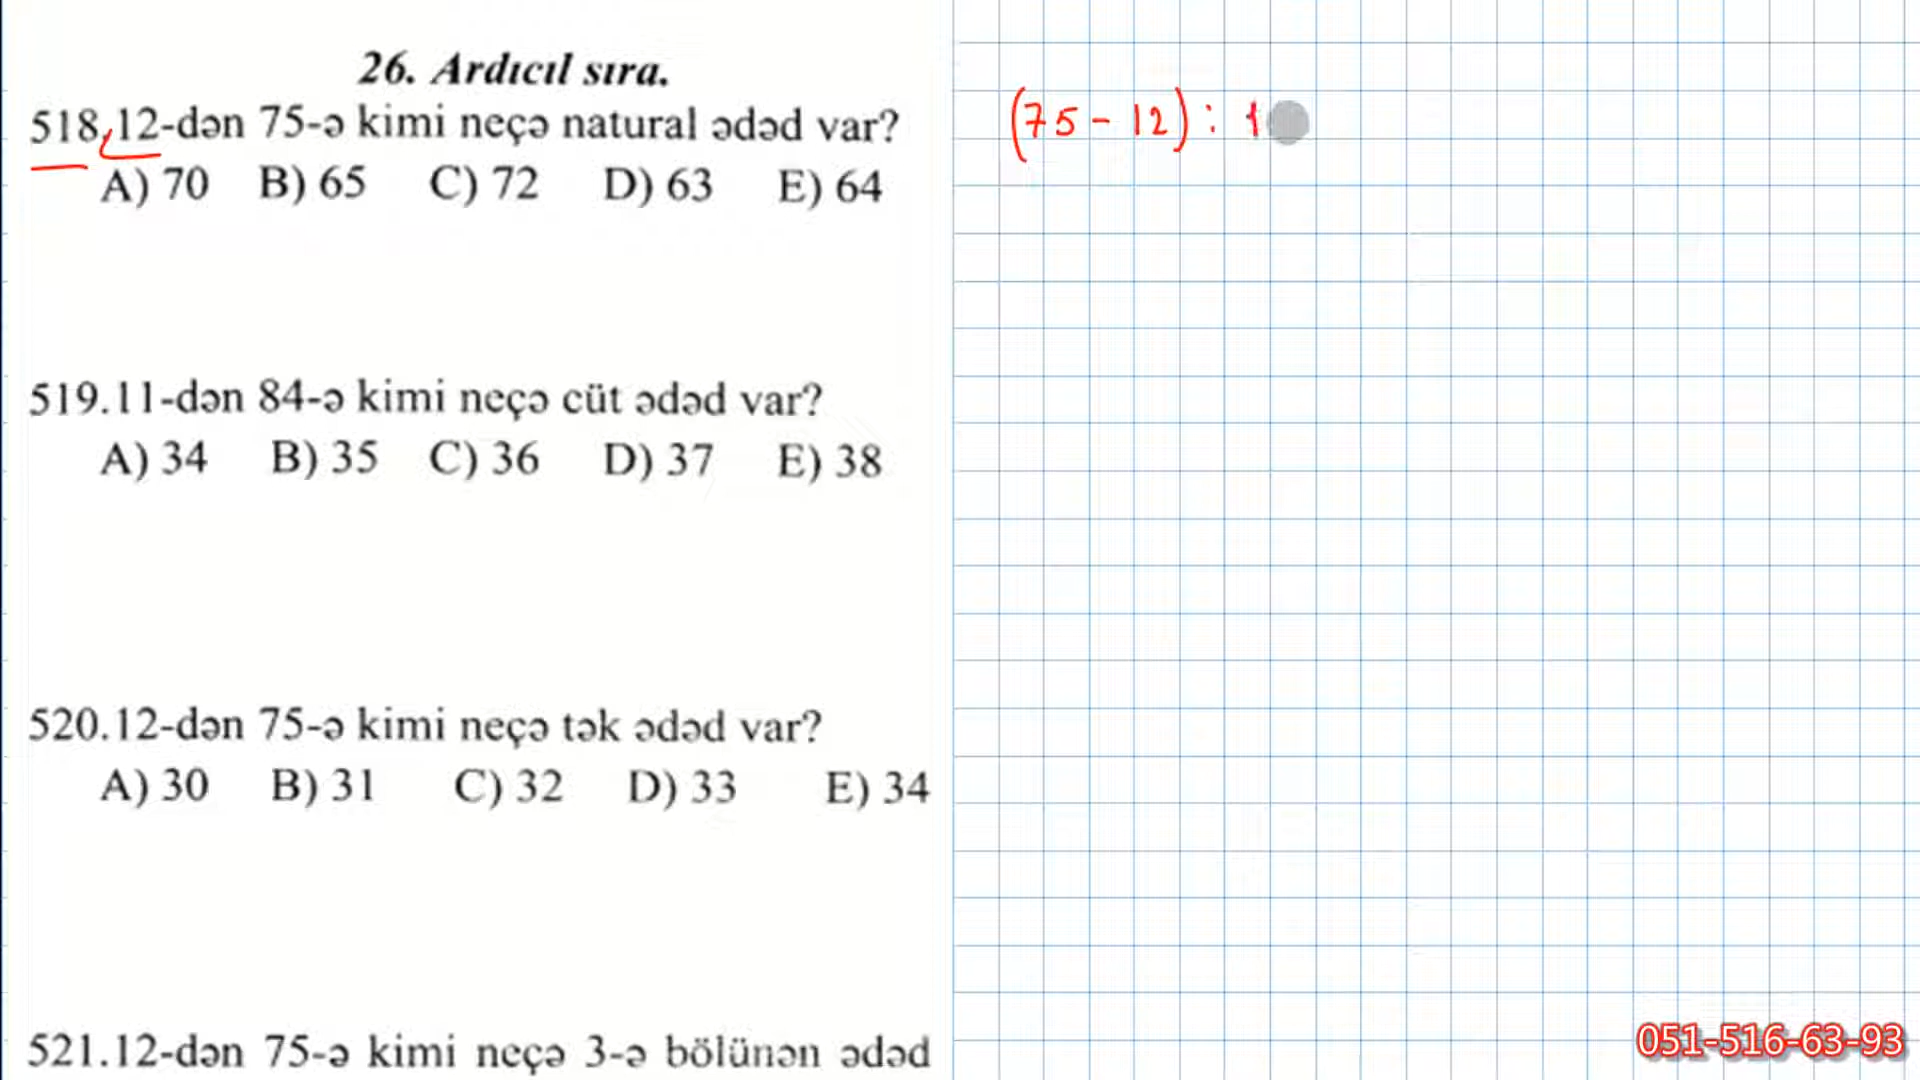 26. Ardıcıl sıra.
518.12-dən 75-ə kimi neçə natural ədəd var?
A) 70 B) 65 C) 72 D) 63 E) 64
(75 - 12) : 1
519.11-dən 84-ə kimi neçə cüt ədəd var?
A) 34 B) 35 C) 36 D) 37 E) 38
520.12-dən 75-ə kimi neçə tək ədəd var?
A) 30 B) 31 C) 32 D) 33 E) 34
521.12-dən 75-ə kimi neçə 3-ə bölünən ədəd
051-516-63-93